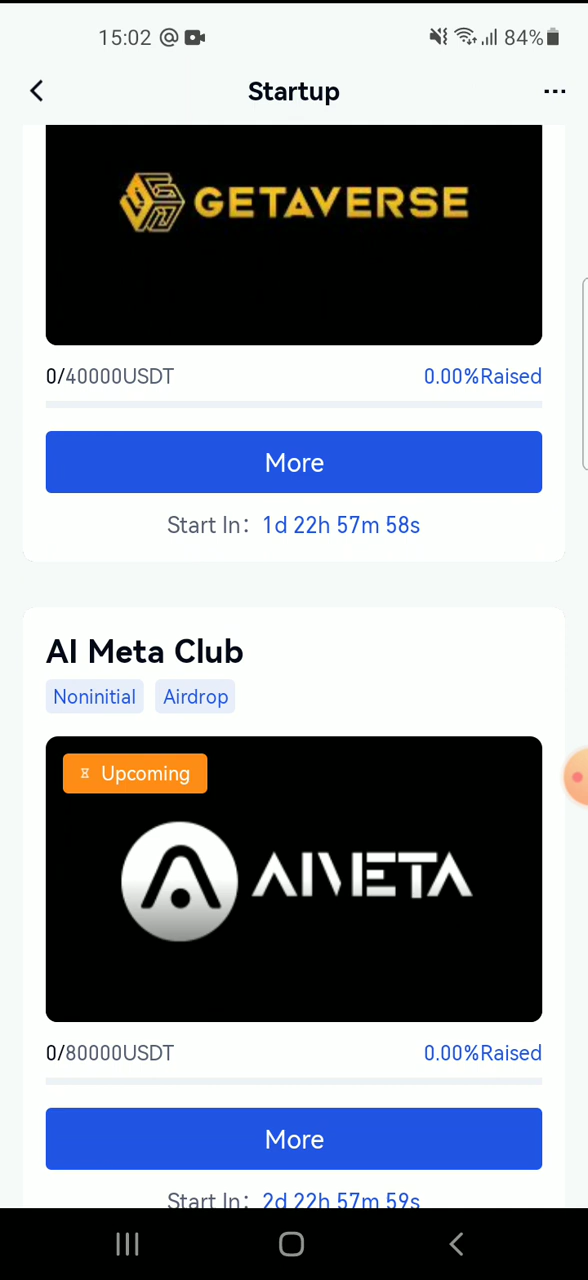 15:02 @ 84%
Startup
GETAVERSE
0/40000USDT 0.00%Raised
More
Start In: 1d 22h 57m 58s
AI Meta Club
Noninitial Airdrop
Upcoming
AIMETA
0/80000USDT 0.00%Raised
More
Start In: 2d 22h 57m 59s